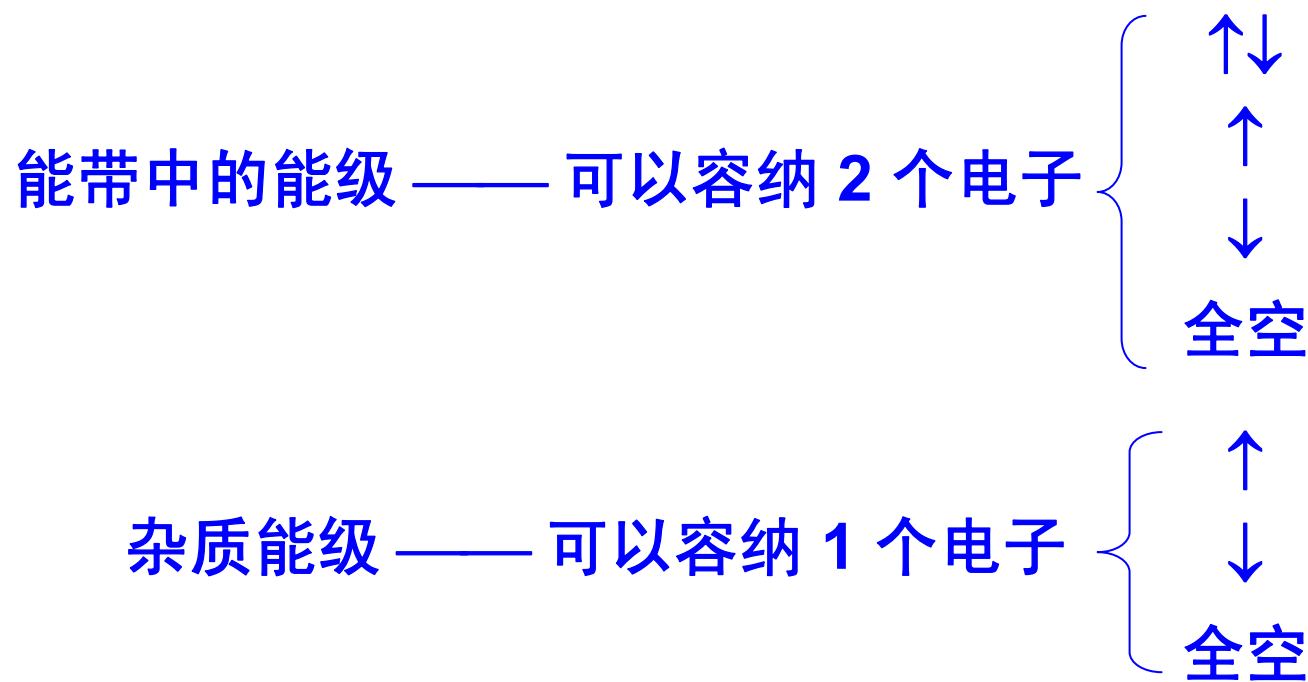 ↑↓
↑
能带中的能级 —— 可以容纳 2 个电子
↓
全空
↑
杂质能级 —— 可以容纳 1 个电子
↓
全空